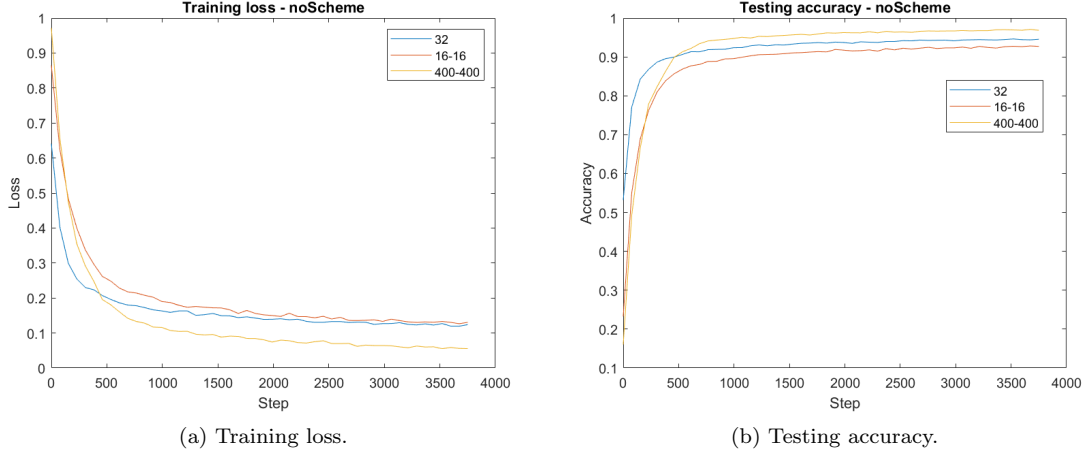 Training loss - noScheme
1
0.9
0.8
0.7
0.6
0.5
0.4
0.3
0.2
0.1
0
Loss
32
16-16
400-400
0 500 1000 1500 2000 2500 3000 3500 4000
Step
(a) Training loss.
Testing accuracy - noScheme
1
0.9
0.8
0.7
0.6
0.5
0.4
0.3
0.2
0.1
Accuracy
32
16-16
400-400
0 500 1000 1500 2000 2500 3000 3500 4000
Step
(b) Testing accuracy.